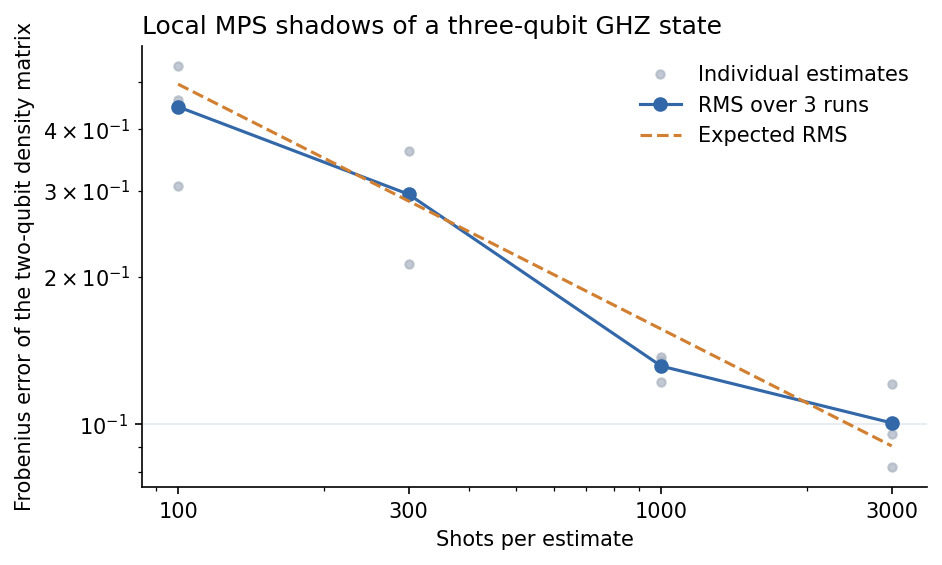 Local MPS shadows of a three-qubit GHZ state
Frobenius error of the two-qubit density matrix
4 × 10⁻¹
3 × 10⁻¹
2 × 10⁻¹
10⁻¹
Individual estimates
RMS over 3 runs
Expected RMS
100
300
1000
3000
Shots per estimate